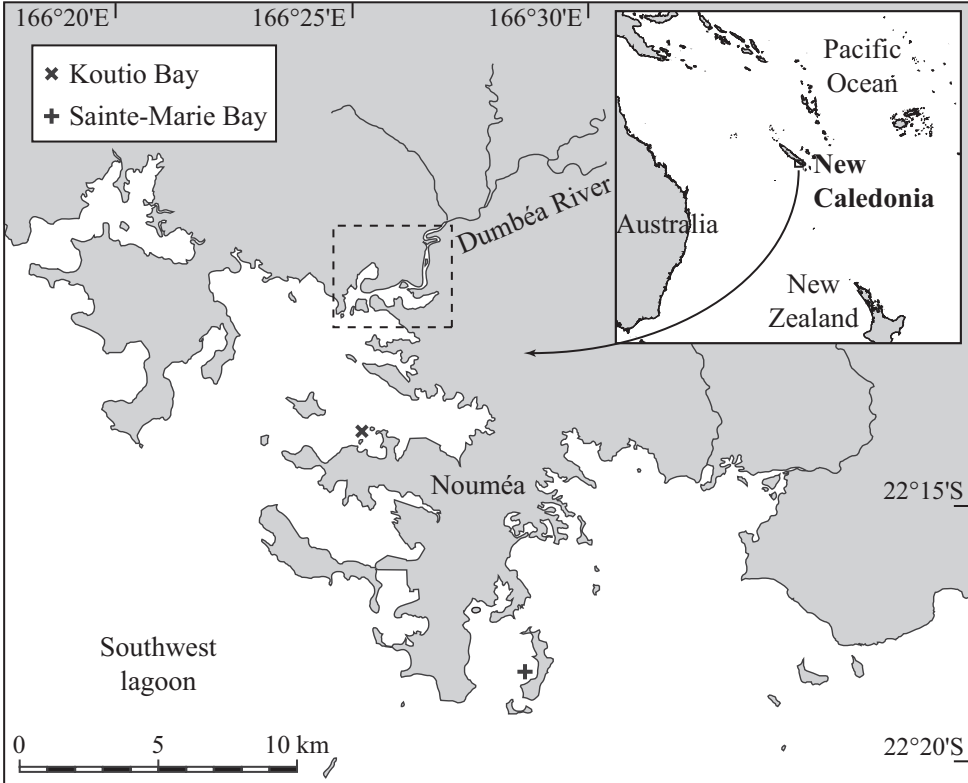 166°20'E
166°25'E
166°30'E
Koutio Bay
Sainte-Marie Bay
Pacific
Ocean
New
Caledonia
Australia
New
Zealand
Dumbéa River
Nouméa
22°15'S
Southwest
lagoon
0 5 10 km
22°20'S